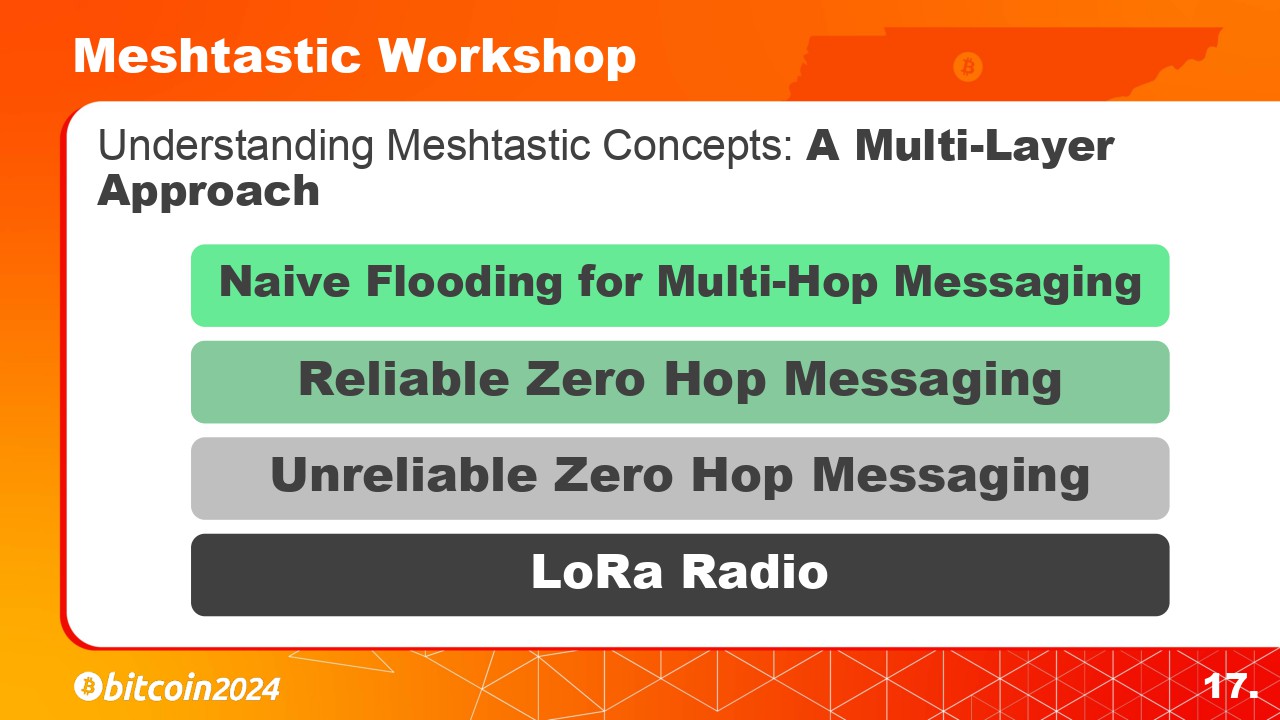 Meshtastic Workshop
Understanding Meshtastic Concepts: A Multi-Layer
Approach
Naive Flooding for Multi-Hop Messaging
Reliable Zero Hop Messaging
Unreliable Zero Hop Messaging
LoRa Radio
bitcoin2024
17.